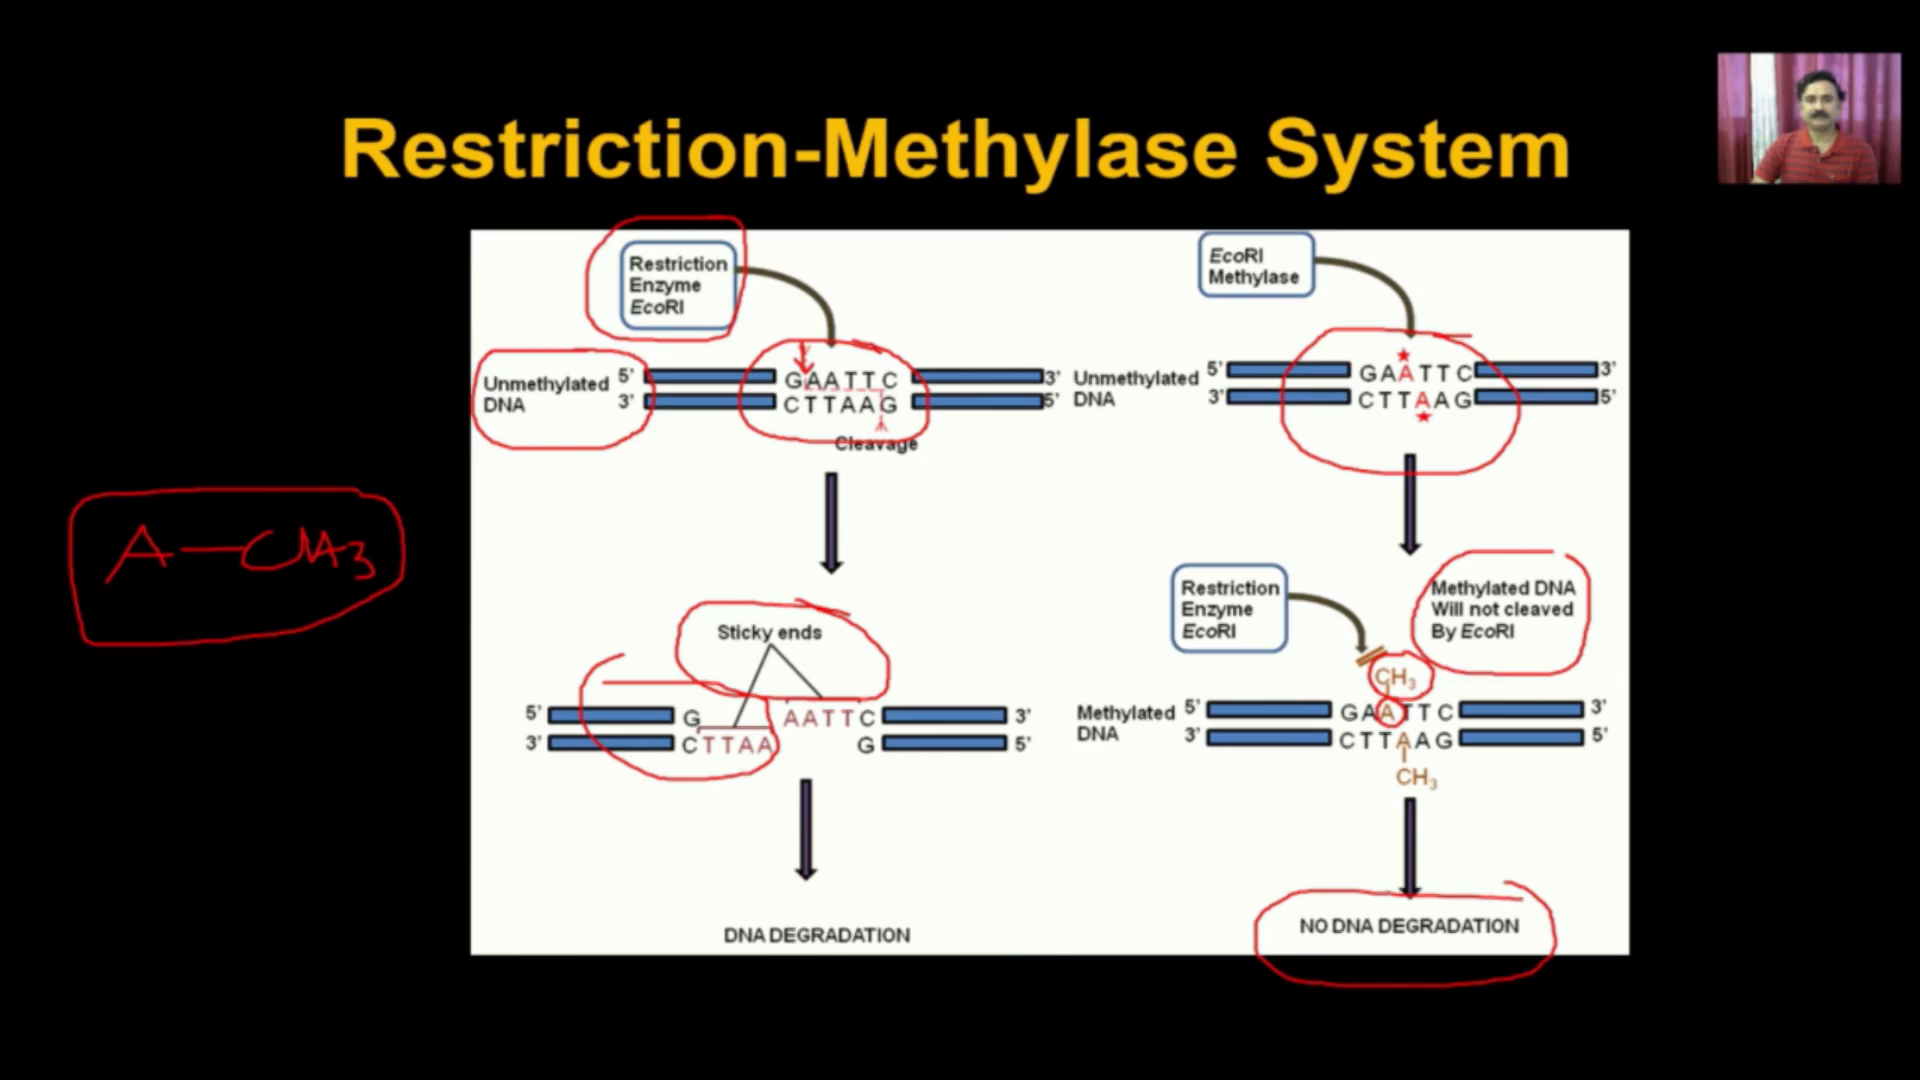 Restriction-Methylase System
Restriction
Enzyme
EcoRI
Unmethylated
DNA
5'
3'
GAATTC
CTTAAG
3'
5'
Cleavage
Sticky ends
5'
3'
G
CTTAA
AATTC
G
3'
5'
DNA DEGRADATION
EcoRI
Methylase
Unmethylated
DNA
5'
3'
GAATTC
CTTAAG
3'
5'
Restriction
Enzyme
EcoRI
Methylated DNA
Will not cleaved
By EcoRI
CH3
Methylated
DNA
5'
3'
GAATTC
CTTAAG
3'
5'
CH3
NO DNA DEGRADATION
A-CH3